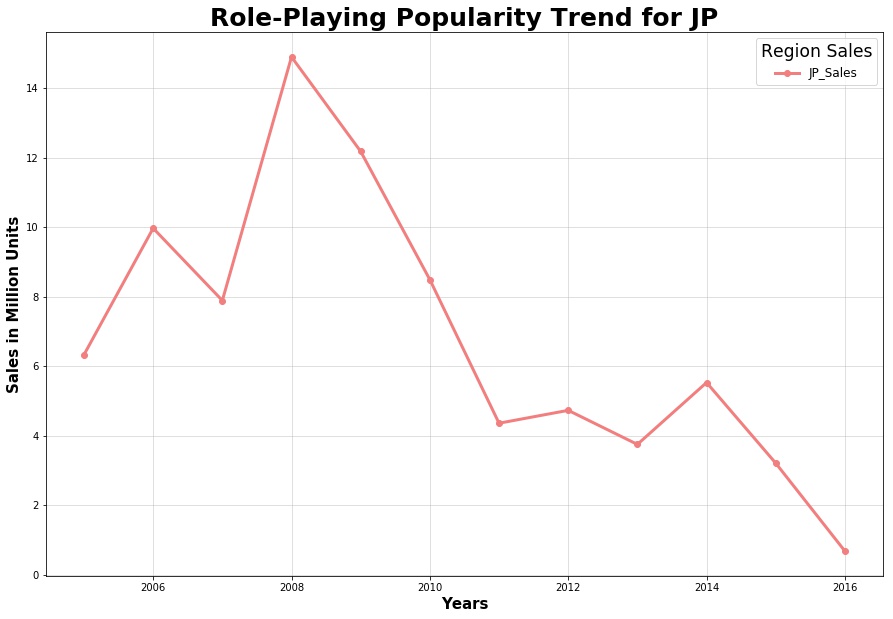 Role-Playing Popularity Trend for JP
Region Sales
JP_Sales
Sales in Million Units
14
12
10
8
6
4
2
0
2006
2008
2010
2012
2014
2016
Years